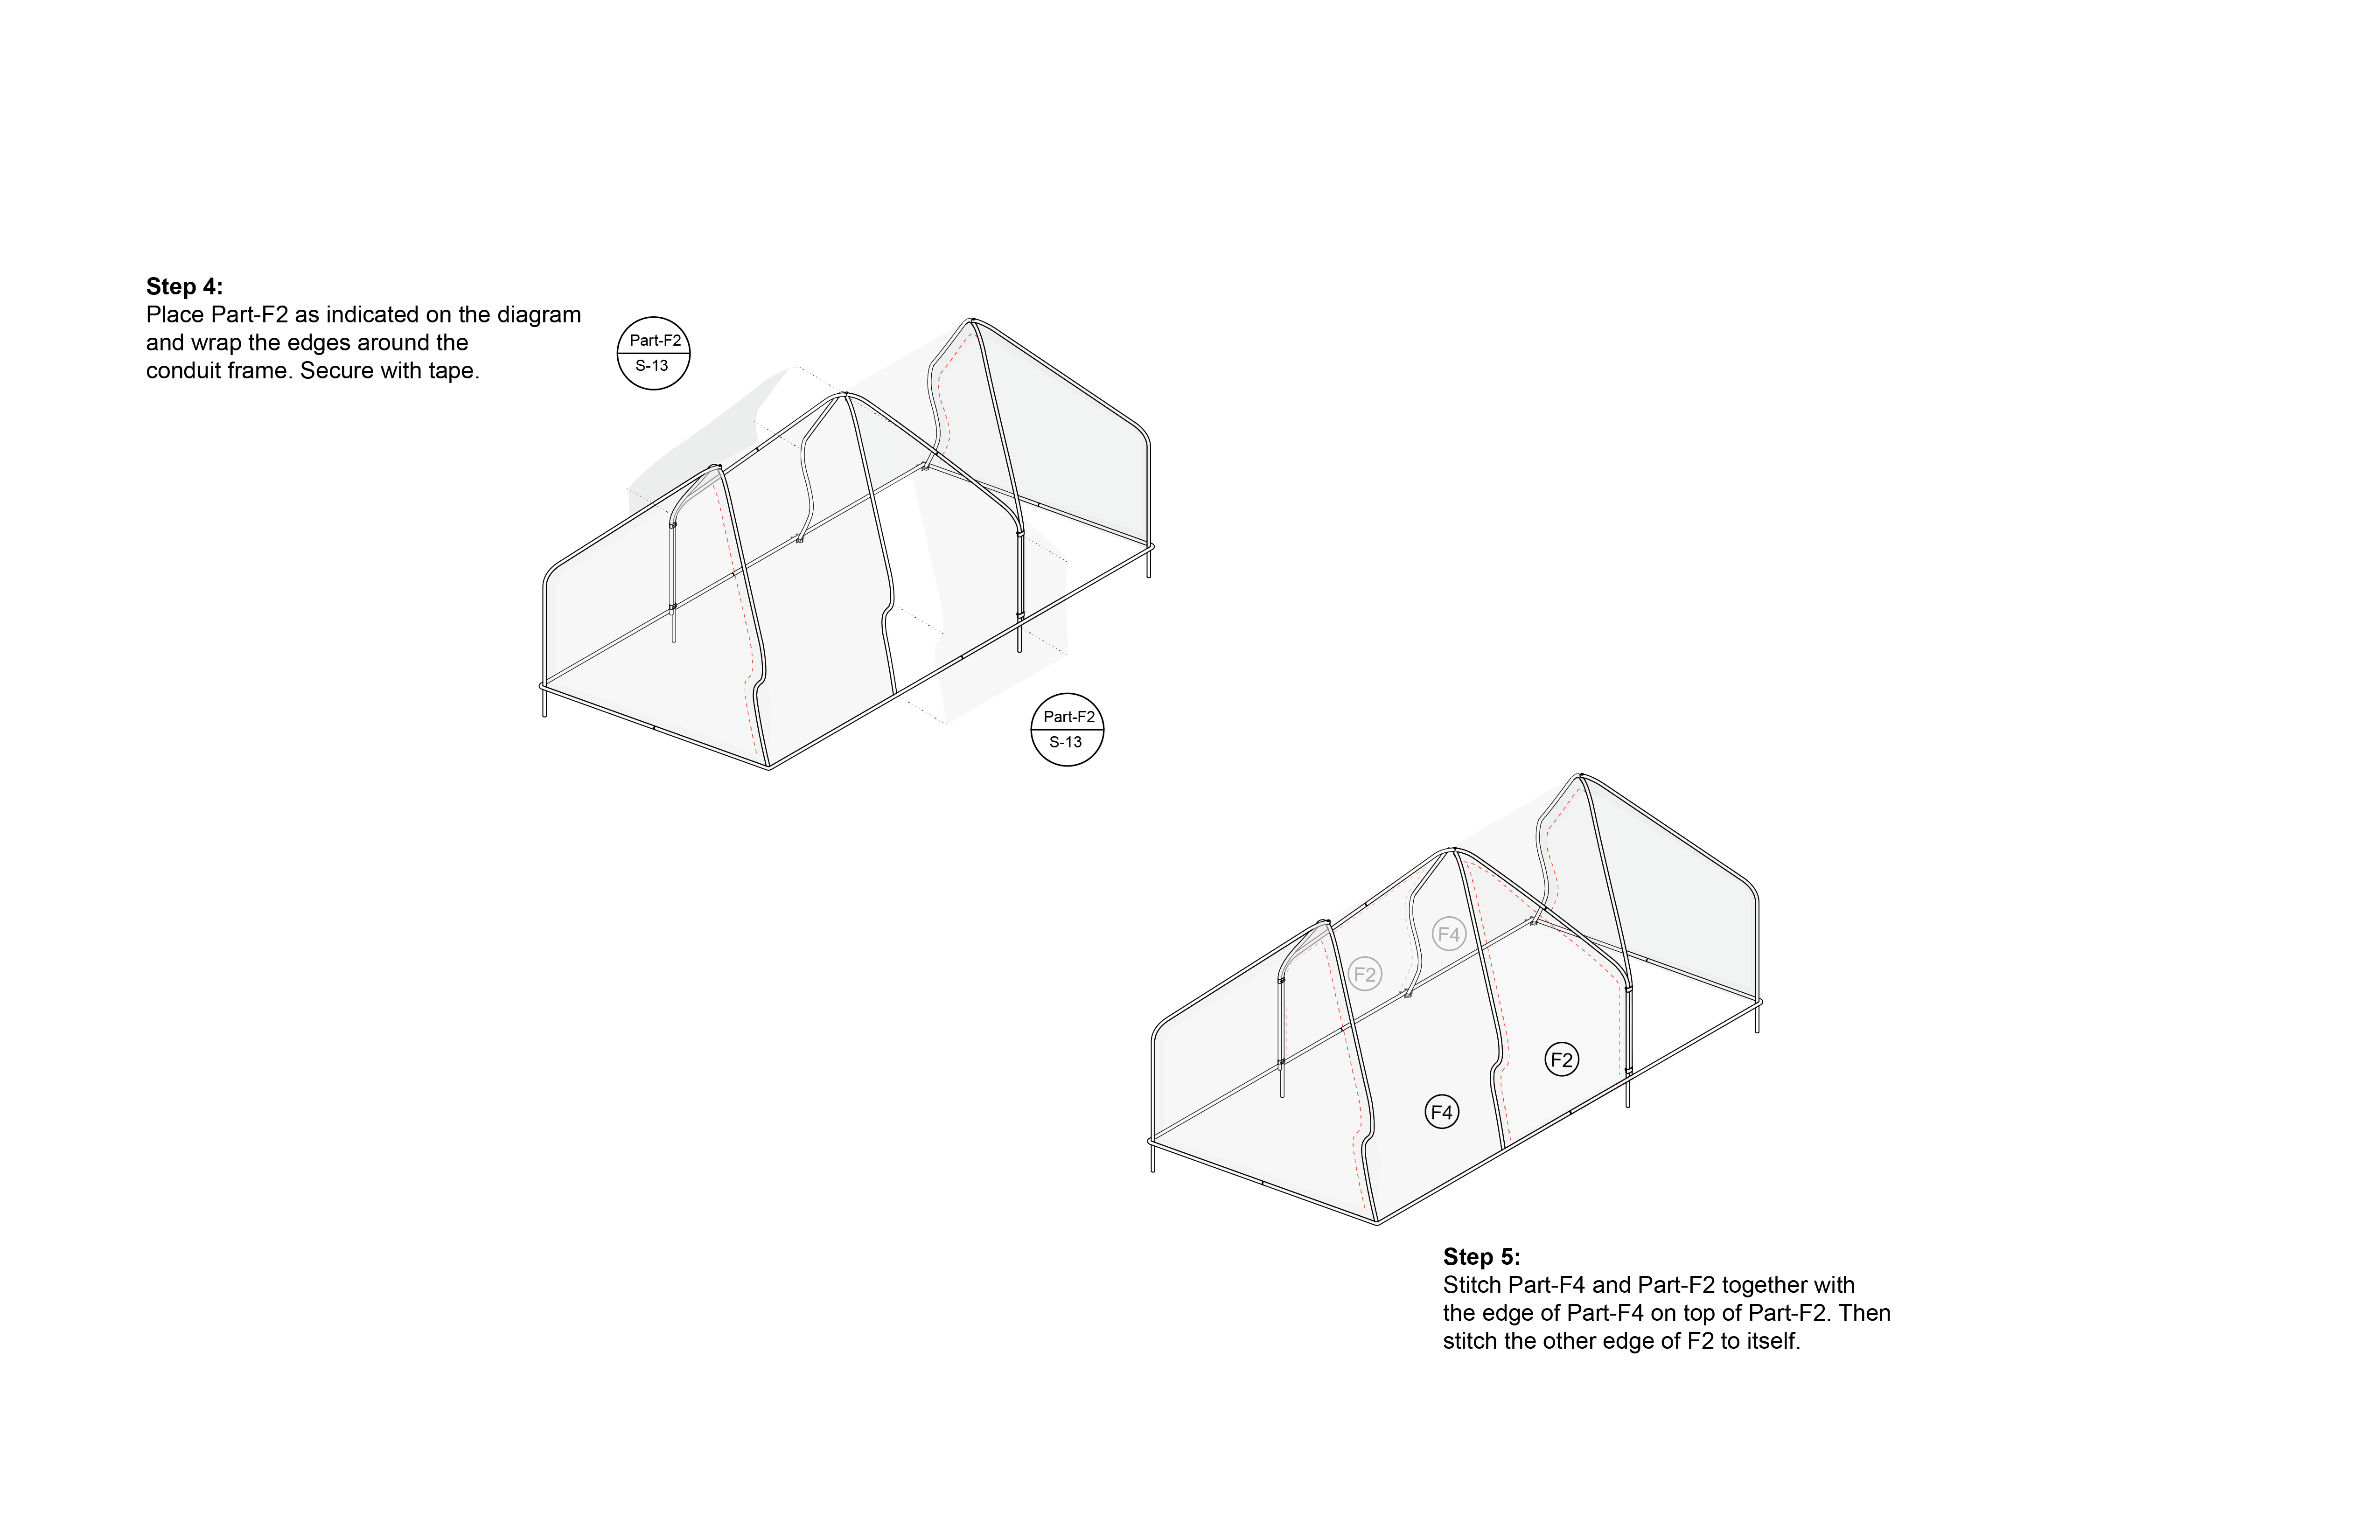 Step 4:
Place Part-F2 as indicated on the diagram
and wrap the edges around the
conduit frame. Secure with tape.
Part-F2
S-13
Part-F2
S-13
F4
F2
F2
F4
Step 5:
Stitch Part-F4 and Part-F2 together with
the edge of Part-F4 on top of Part-F2. Then
stitch the other edge of F2 to itself.